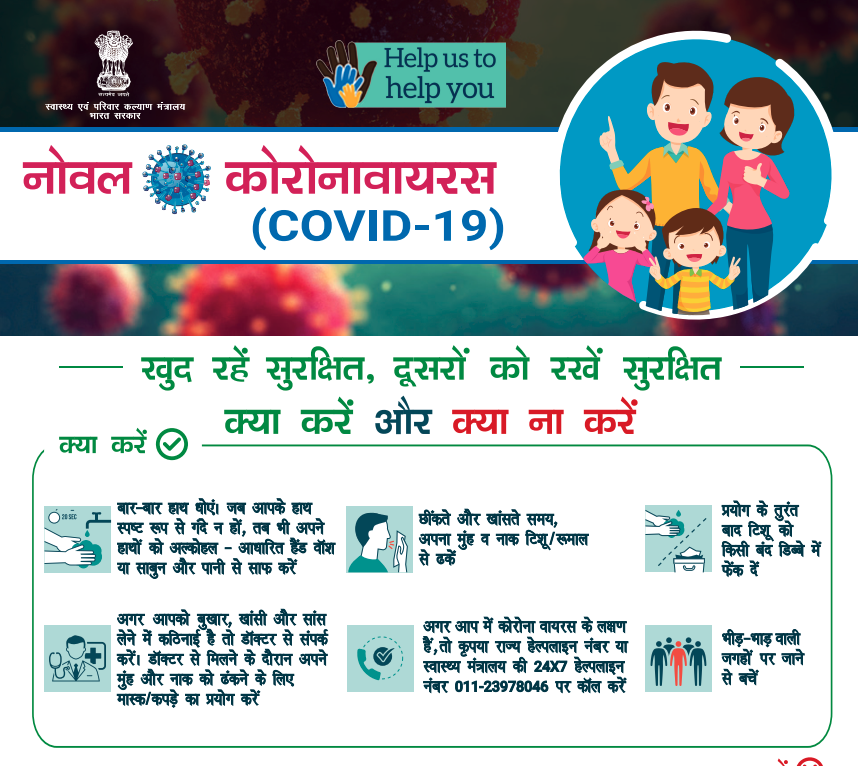 सत्यमेव जयते
स्वास्थ्य एवं परिवार कल्याण मंत्रालय
भारत सरकार
Help us to
help you
नोवल कोरोनावायरस
(COVID-19)
खुद रहें सुरक्षित, दूसरों को रखें सुरक्षित
क्या करें और क्या ना करें
क्या करें
20 SEC
बार-बार हाथ धोएं। जब आपके हाथ
स्पष्ट रूप से गंदे न हों, तब भी अपने
हाथों को अल्कोहल - आधारित हैंड वॉश
या साबुन और पानी से साफ करें
छींकते और खांसते समय,
अपना मुंह व नाक टिशू/रूमाल
से ढकें
प्रयोग के तुरंत
बाद टिशू को
किसी बंद डिब्बे में
फेंक दें
अगर आपको बुखार, खांसी और सांस
लेने में कठिनाई है तो डॉक्टर से संपर्क
करें। डॉक्टर से मिलने के दौरान अपने
मुंह और नाक को ढंकने के लिए
मास्क/कपड़े का प्रयोग करें
अगर आप में कोरोना वायरस के लक्षण
हैं,तो कृपया राज्य हेल्पलाइन नंबर या
स्वास्थ्य मंत्रालय की 24X7 हेल्पलाइन
नंबर 011-23978046 पर कॉल करें
भीड़-भाड़ वाली
जगहों पर जाने
से बचें